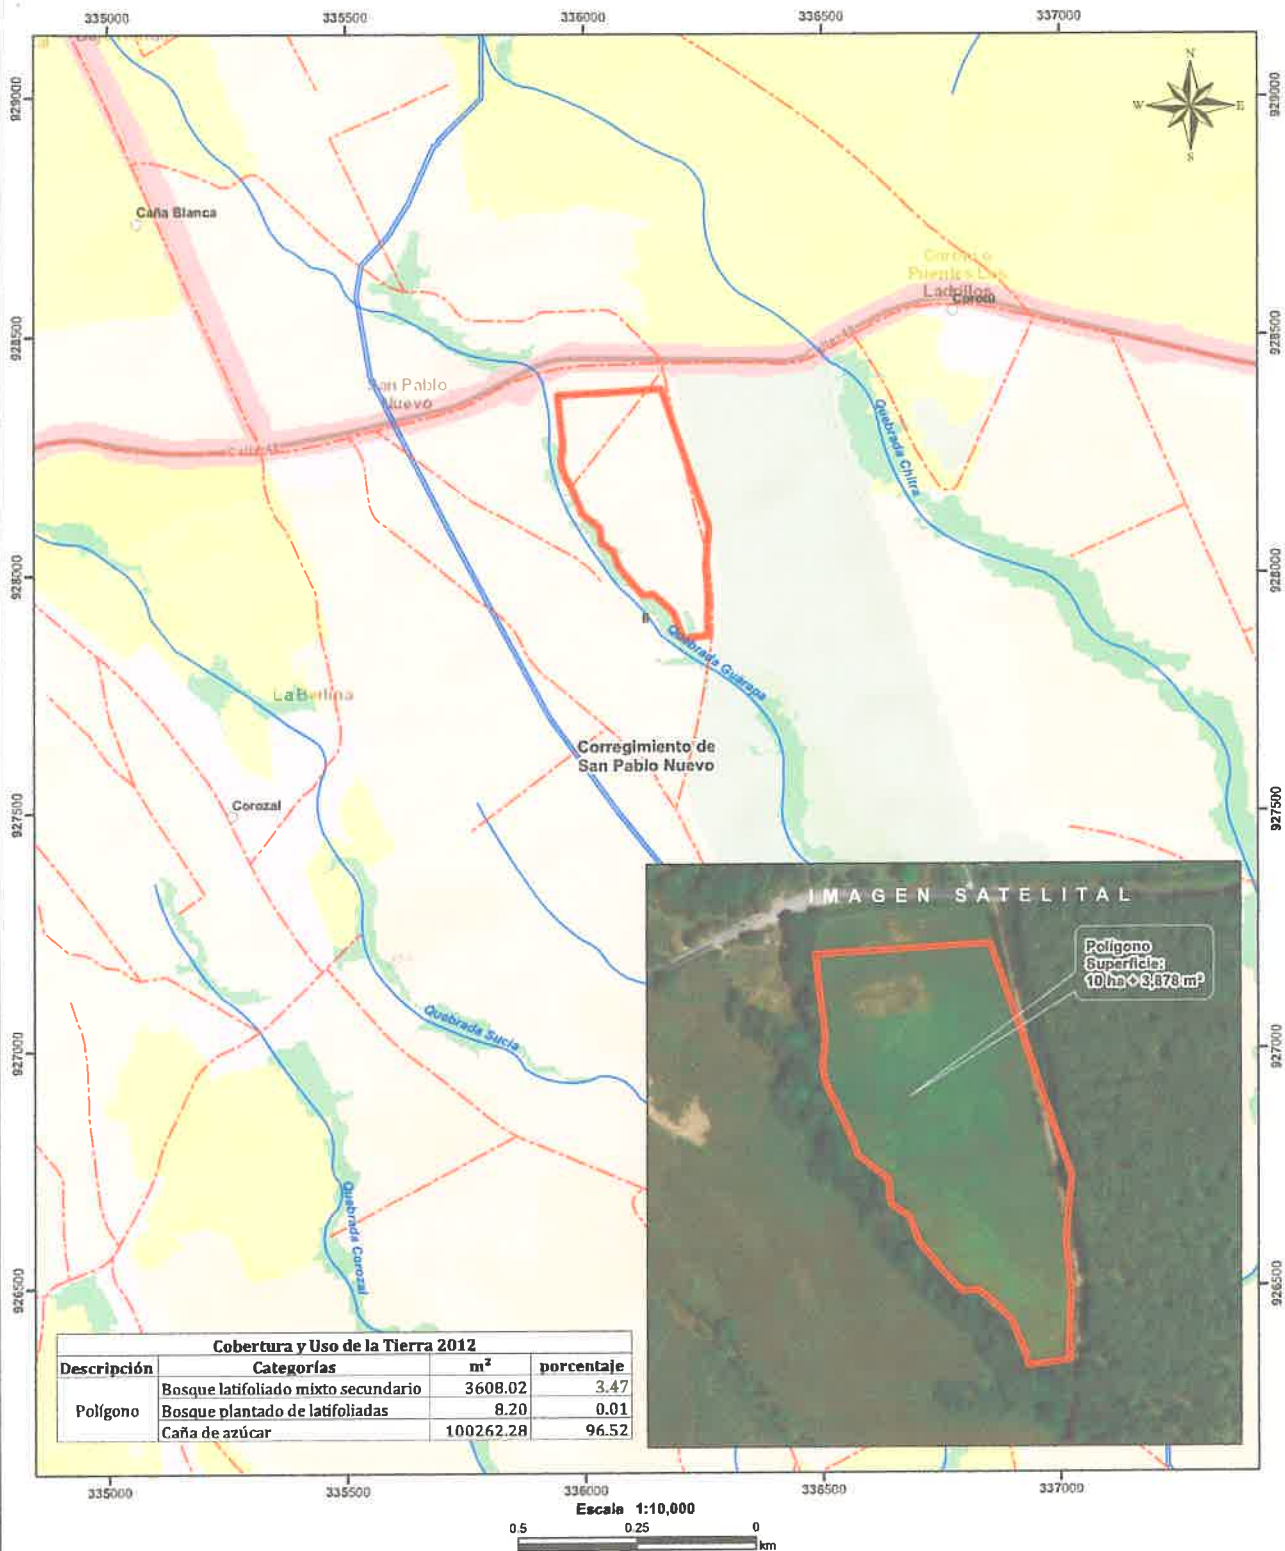 335000
335500
336000
336500
337000
929000
929000
N
W
E
S
Caña Blanca
Ladrillos
Corotú
928500
928500
San Pablo
Nuevo
Quebrada Chitra
928000
928000
Quebrada Guarapa
La Bellina
Corregimiento de
San Pablo Nuevo
Corozal
927500
927500
IMAGEN SATELITAL
Polígono
Superficie:
10 ha + 3,878 m²
Quebrada Sucia
927000
927000
Quebrada Corozal
926500
926500
Cobertura y Uso de la Tierra 2012
Descripción Categorías m² porcentaje
Polígono
Bosque latifoliado mixto secundario 3608.02 3.47
Bosque plantado de latifoliadas 8.20 0.01
Caña de azúcar 100262.28 96.52
335000
335500
336000
336500
337000
Escala 1:10,000
0.5 0.25 0
km